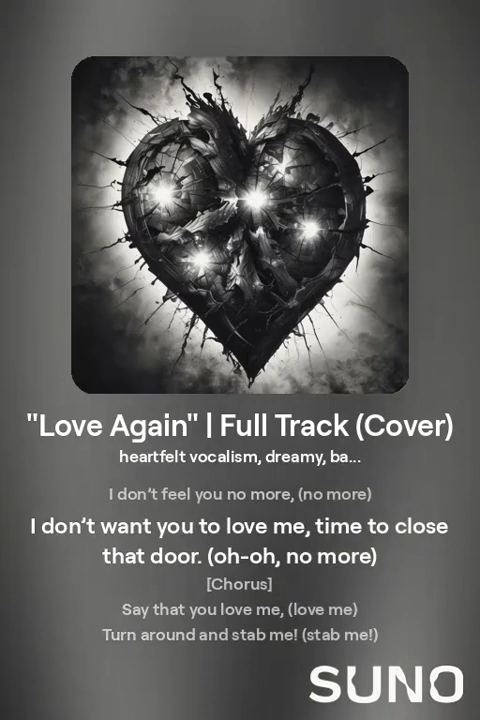 "Love Again" | Full Track (Cover)
heartfelt vocalism, dreamy, ba...
I don't feel you no more, (no more)
I don't want you to love me, time to close
that door. (oh-oh, no more)
[Chorus]
Say that you love me, (love me)
Turn around and stab me! (stab me!)
SUNO